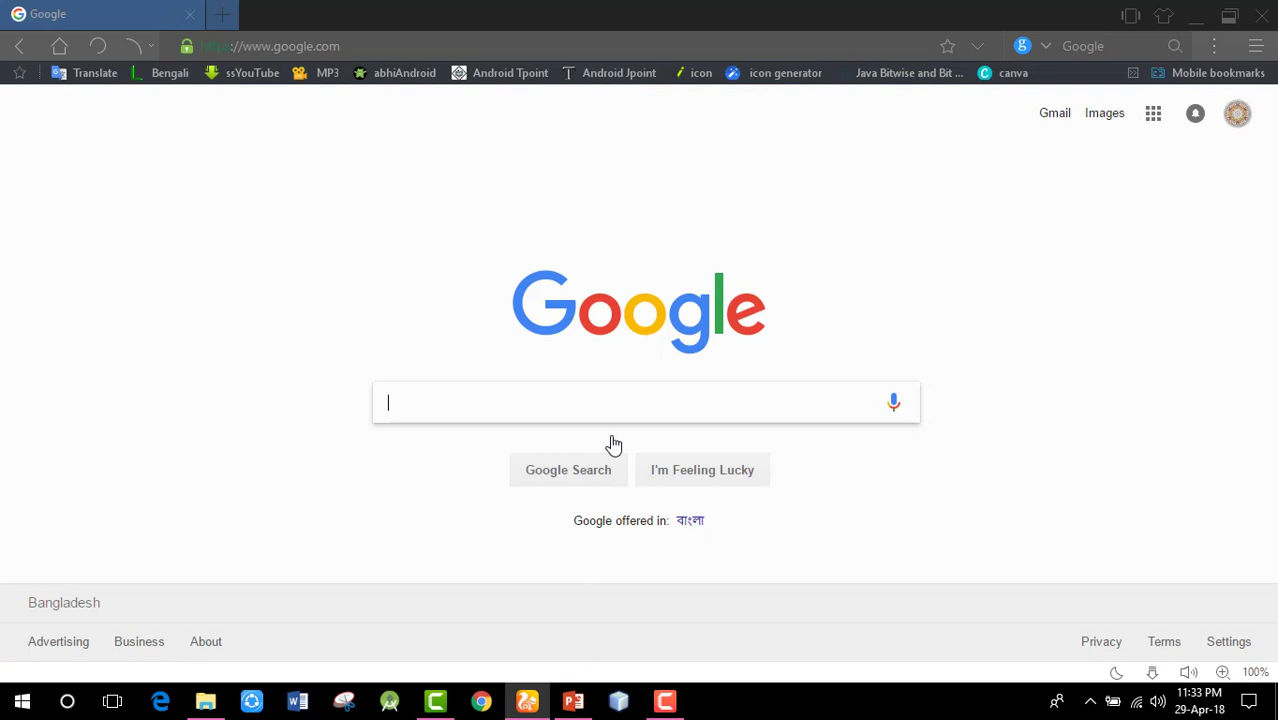 Google
https://www.google.com
Google
Translate Bengali ssYouTube MP3 abhiAndroid Android Tpoint Android Jpoint icon icon generator Java Bitwise and Bit ... canva Mobile bookmarks
Gmail Images
Google
Google Search I'm Feeling Lucky
Google offered in: বাংলা
Bangladesh
Advertising Business About Privacy Terms Settings
100%
11:33 PM
29-Apr-18